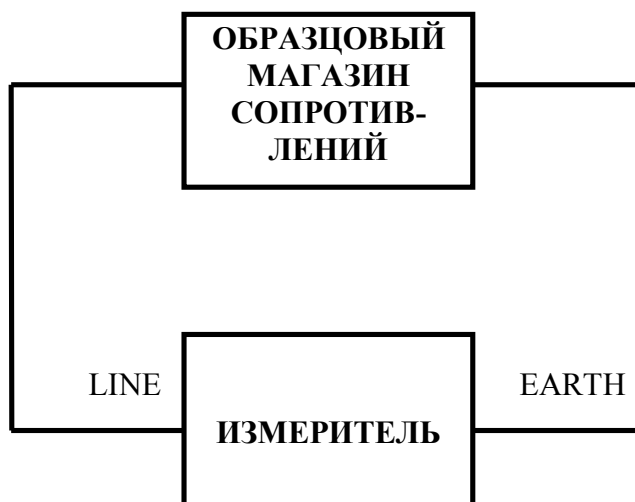 ОБРАЗЦОВЫЙ
МАГАЗИН
СОПРОТИВ-
ЛЕНИЙ
LINE
EARTH
ИЗМЕРИТЕЛЬ